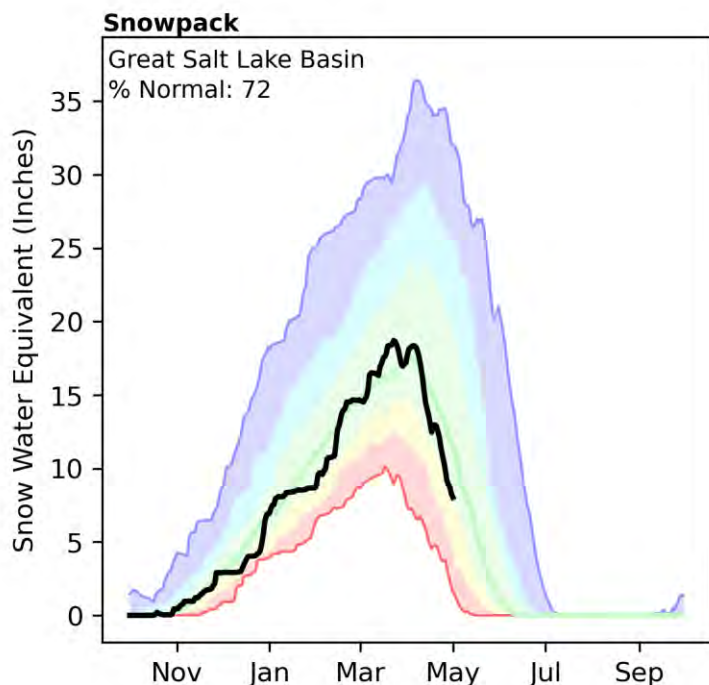 Snowpack
Great Salt Lake Basin
% Normal: 72
Snow Water Equivalent (Inches)
35
30
25
20
15
10
5
0
Nov Jan Mar May Jul Sep